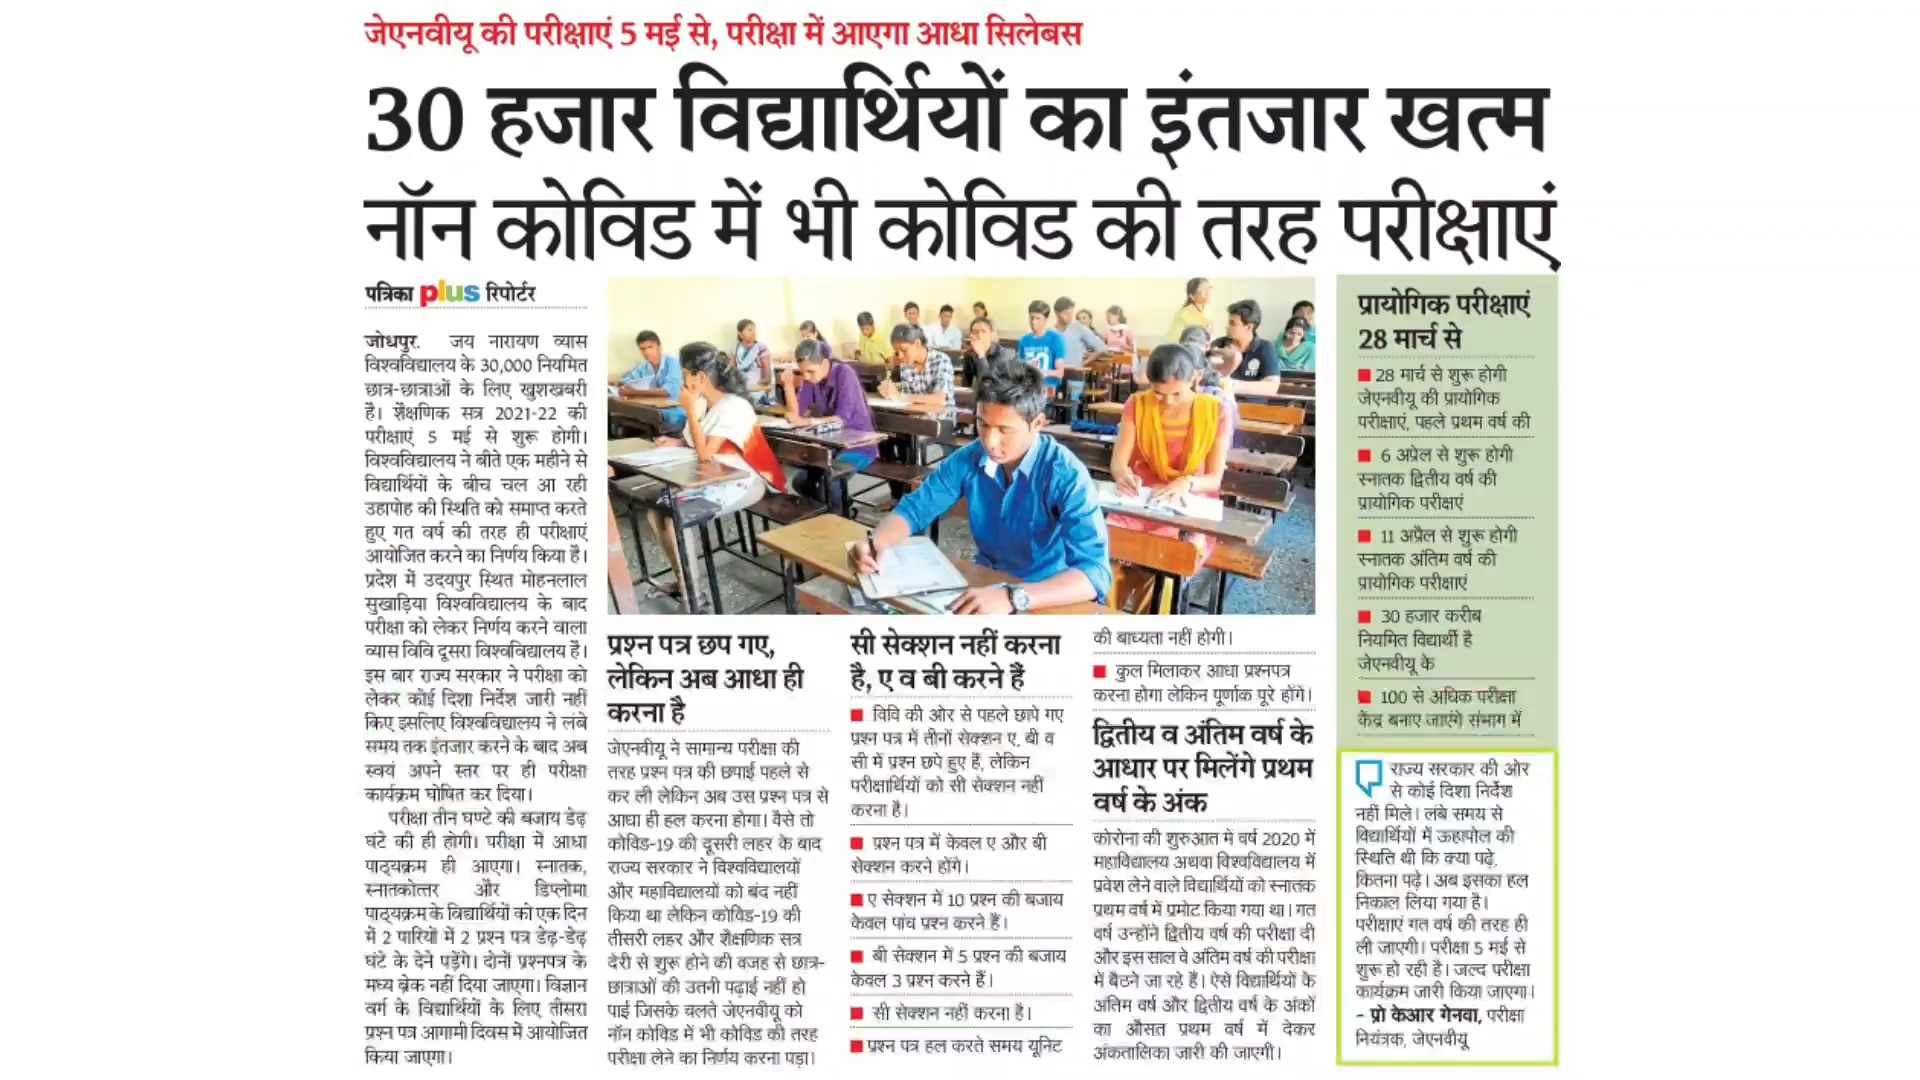 जेएनवीयू की परीक्षाएं 5 मई से, परीक्षा में आएगा आधा सिलेबस
30 हजार विद्यार्थियों का इंतजार खत्म
नॉन कोविड में भी कोविड की तरह परीक्षाएं
पत्रिका plus रिपोर्टर
जोधपुर. जय नारायण व्यास
विश्वविद्यालय के 30,000 नियमित
छात्र-छात्राओं के लिए खुशखबरी
है। शैक्षणिक सत्र 2021-22 की
परीक्षाएं 5 मई से शुरू होगी।
विश्वविद्यालय ने बीते एक महीने से
विद्यार्थियों के बीच चल आ रही
उहापोह की स्थिति को समाप्त करते
हुए गत वर्ष की तरह ही परीक्षाएं
आयोजित करने का निर्णय किया है।
प्रदेश में उदयपुर स्थित मोहनलाल
सुखाड़िया विश्वविद्यालय के बाद
परीक्षा को लेकर निर्णय करने वाला
व्यास विवि दूसरा विश्वविद्यालय है।
इस बार राज्य सरकार ने परीक्षा को
लेकर कोई दिशा निर्देश जारी नहीं
किए इसलिए विश्वविद्यालय ने लंबे
समय तक इंतजार करने के बाद अब
स्वयं अपने स्तर पर ही परीक्षा
कार्यक्रम घोषित कर दिया।
परीक्षा तीन घण्टे की बजाय डेढ़
घंटे की ही होगी। परीक्षा में आधा
पाठ्यक्रम ही आएगा। स्नातक,
स्नातकोत्तर और डिप्लोमा
पाठ्यक्रम के विद्यार्थियों को एक दिन
में 2 पारियों में 2 प्रश्न पत्र डेढ़-डेढ़
घंटे के देने पड़ेंगे। दोनों प्रश्नपत्र के
मध्य ब्रेक नहीं दिया जाएगा। विज्ञान
वर्ग के विद्यार्थियों के लिए तीसरा
प्रश्न पत्र आगामी दिवस में आयोजित
किया जाएगा।
प्रश्न पत्र छप गए,
लेकिन अब आधा ही
करना है
जेएनवीयू ने सामान्य परीक्षा की
तरह प्रश्न पत्र की छपाई पहले से
कर ली लेकिन अब उस प्रश्न पत्र से
आधा ही हल करना होगा। वैसे तो
कोविड-19 की दूसरी लहर के बाद
राज्य सरकार ने विश्वविद्यालयों
और महाविद्यालयों को बंद नहीं
किया था लेकिन कोविड-19 की
तीसरी लहर और शैक्षणिक सत्र
देरी से शुरू होने की वजह से छात्र-
छात्राओं की उतनी पढ़ाई नहीं हो
पाई जिसके चलते जेएनवीयू को
नॉन कोविड में भी कोविड की तरह
परीक्षा लेने का निर्णय करना पड़ा।
सी सेक्शन नहीं करना
है, ए व बी करने हैं
विवि की ओर से पहले छापे गए
प्रश्न पत्र में तीनों सेक्शन ए, बी व
सी में प्रश्न छपे हुए हैं, लेकिन
परीक्षार्थियों को सी सेक्शन नहीं
करना है।
प्रश्न पत्र में केवल ए और बी
सेक्शन करने होंगे।
ए सेक्शन में 10 प्रश्न की बजाय
केवल पांच प्रश्न करने हैं।
बी सेक्शन में 5 प्रश्न की बजाय
केवल 3 प्रश्न करने हैं।
सी सेक्शन नहीं करना है।
प्रश्न पत्र हल करते समय यूनिट
की बाध्यता नहीं होगी।
कुल मिलाकर आधा प्रश्नपत्र
करना होगा लेकिन पूर्णांक पूरे होंगे।
द्वितीय व अंतिम वर्ष के
आधार पर मिलेंगे प्रथम
वर्ष के अंक
कोरोना की शुरुआत में वर्ष 2020 में
महाविद्यालय अथवा विश्वविद्यालय में
प्रवेश लेने वाले विद्यार्थियों को स्नातक
प्रथम वर्ष में प्रमोट किया गया था। गत
वर्ष उन्होंने द्वितीय वर्ष की परीक्षा दी
और इस साल वे अंतिम वर्ष की परीक्षा
में बैठने जा रहे हैं। ऐसे विद्यार्थियों के
अंतिम वर्ष और द्वितीय वर्ष के अंकों
का औसत प्रथम वर्ष में देकर
अंकतालिका जारी की जाएगी।
प्रायोगिक परीक्षाएं
28 मार्च से
28 मार्च से शुरू होगी
जेएनवीयू की प्रायोगिक
परीक्षाएं, पहले प्रथम वर्ष की
6 अप्रेल से शुरू होगी
स्नातक द्वितीय वर्ष की
प्रायोगिक परीक्षएं
11 अप्रैल से शुरू होगी
स्नातक अंतिम वर्ष की
प्रायोगिक परीक्षाएं
30 हजार करीब
नियमित विद्यार्थी है
जेएनवीयू के
100 से अधिक परीक्षा
केंद्र बनाए जाएंगे संभाग में
राज्य सरकार की ओर
से कोई दिशा निर्देश
नहीं मिले। लंबे समय से
विद्यार्थियों में ऊहापोल की
स्थिति थी कि क्या पढ़े,
कितना पढ़े। अब इसका हल
निकाल लिया गया है।
परीक्षाएं गत वर्ष की तरह ही
ली जाएगी। परीक्षा 5 मई से
शुरू हो रही है। जल्द परीक्षा
कार्यक्रम जारी किया जाएगा।
- प्रो केआर गेनवा, परीक्षा
नियंत्रक, जेएनवीयू